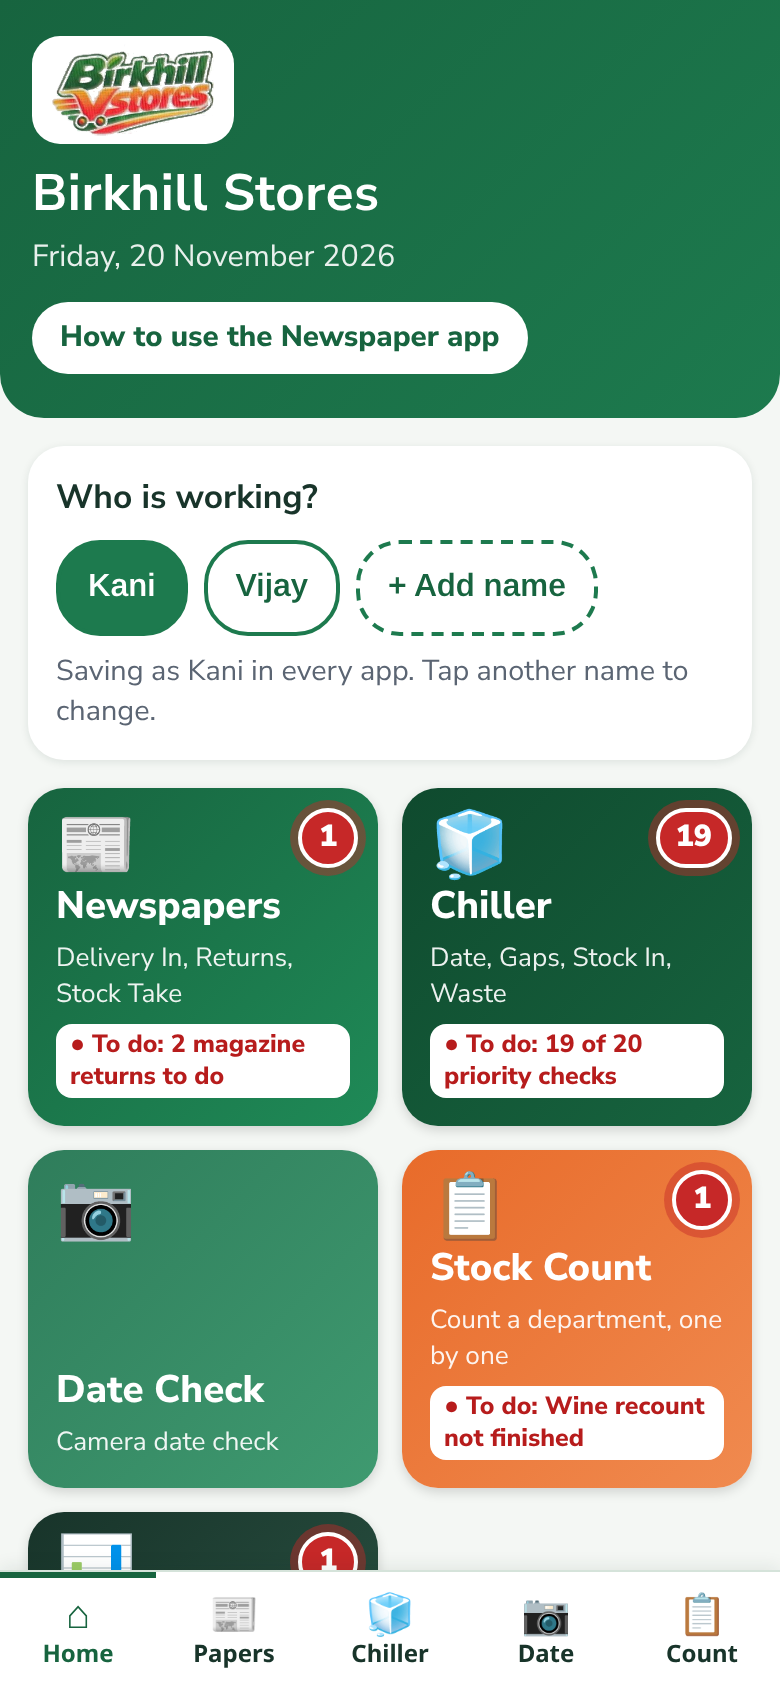 Birkhill
Vstores
Birkhill Stores
Friday, 20 November 2026
How to use the Newspaper app
Who is working?
Kani
Vijay
+ Add name
Saving as Kani in every app. Tap another name to
change.
1
Newspapers
Delivery In, Returns,
Stock Take
● To do: 2 magazine
returns to do
19
Chiller
Date, Gaps, Stock In,
Waste
● To do: 19 of 20
priority checks
Date Check
Camera date check
1
Stock Count
Count a department, one
by one
● To do: Wine recount
not finished
1
Home
Papers
Chiller
Date
Count